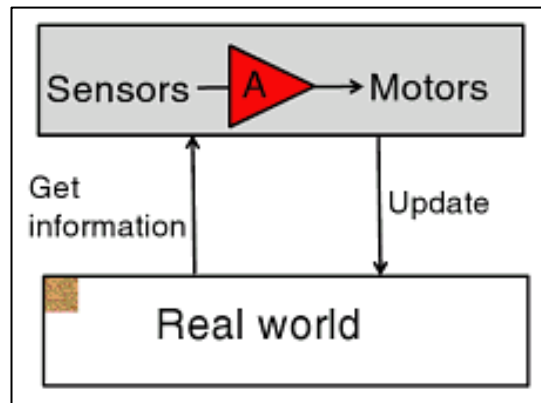 Sensors A Motors
Get
information
Update
Real world